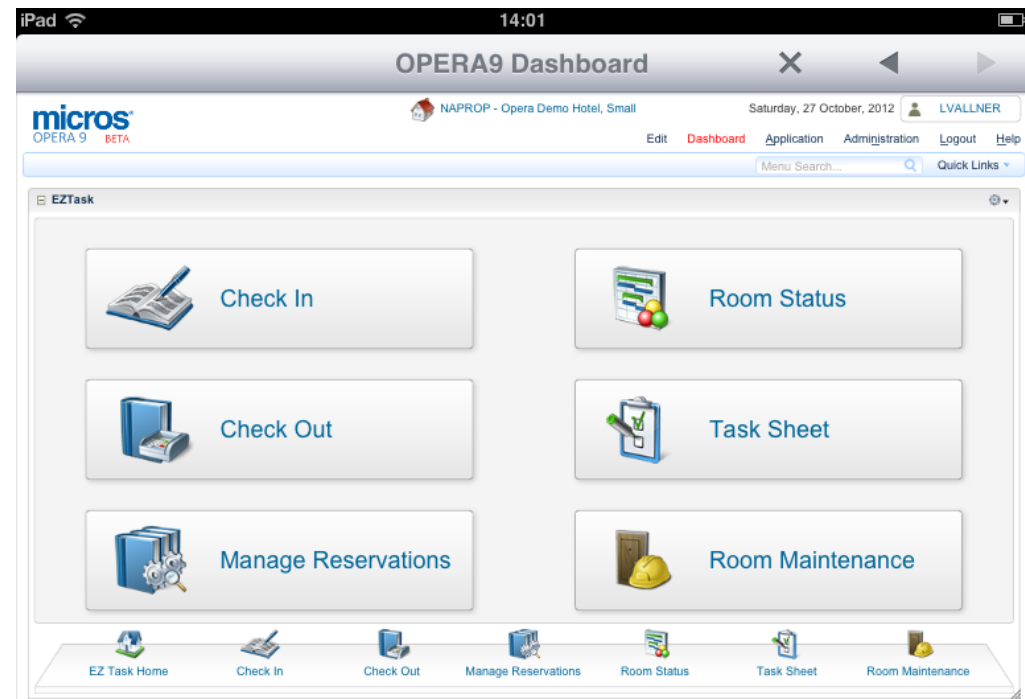 iPad 14:01
OPERA9 Dashboard
micros
OPERA 9 BETA
NAPROP - Opera Demo Hotel, Small
Saturday, 27 October, 2012
LVALLNER
Edit Dashboard Application Administration Logout Help
Menu Search...
Quick Links
EZTask
Check In
Room Status
Check Out
Task Sheet
Manage Reservations
Room Maintenance
EZ Task Home Check In Check Out Manage Reservations Room Status Task Sheet Room Maintenance